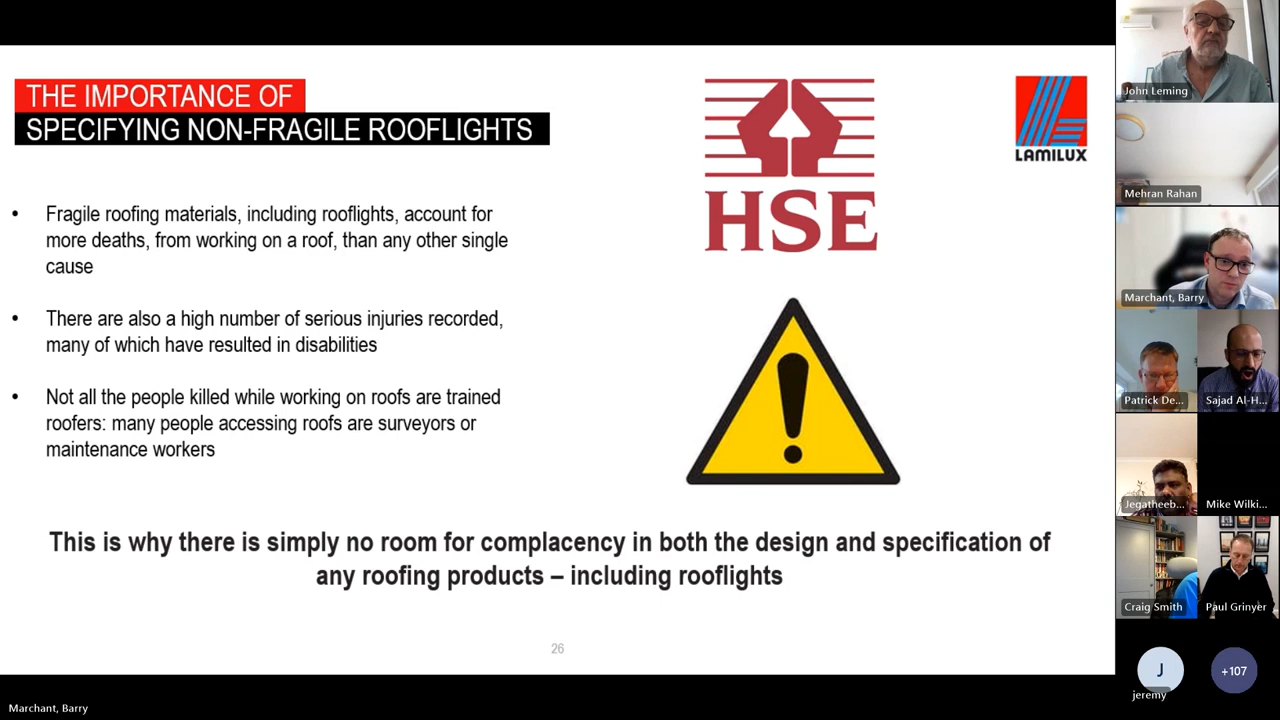 THE IMPORTANCE OF
SPECIFYING NON-FRAGILE ROOFLIGHTS
HSE
LAMILUX
• Fragile roofing materials, including rooflights, account for
more deaths, from working on a roof, than any other single
cause
• There are also a high number of serious injuries recorded,
many of which have resulted in disabilities
• Not all the people killed while working on roofs are trained
roofers: many people accessing roofs are surveyors or
maintenance workers
This is why there is simply no room for complacency in both the design and specification of
any roofing products – including rooflights
26
Marchant, Barry
John Leming
Mehran Rahan
Marchant, Barry
Patrick De...
Sajad Al-H...
Jegatheeb...
Mike Wilki...
Craig Smith
Paul Grinyer
J
jeremy
+107